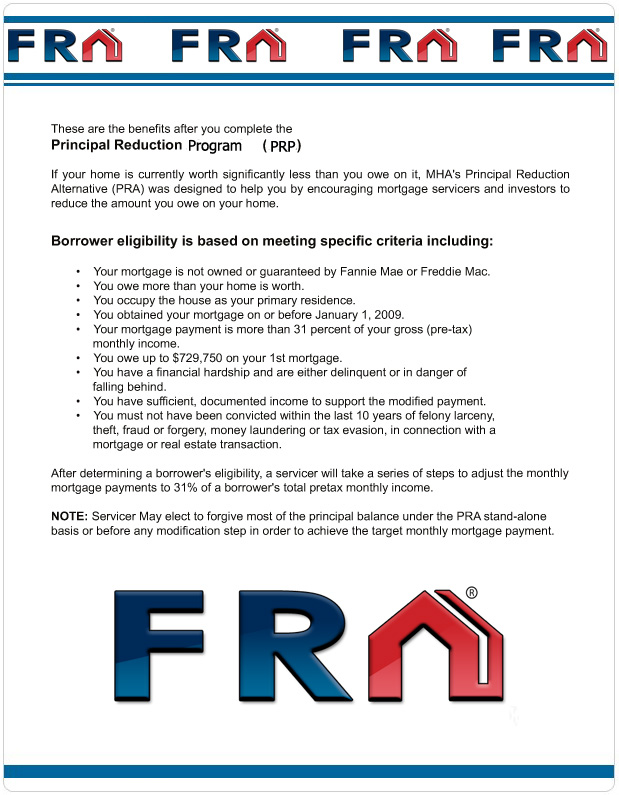 FRA® FRA® FRA® FRA®
These are the benefits after you complete the
Principal Reduction Program (PRP)
If your home is currently worth significantly less than you owe on it, MHA's Principal Reduction
Alternative (PRA) was designed to help you by encouraging mortgage servicers and investors to
reduce the amount you owe on your home.
Borrower eligibility is based on meeting specific criteria including:
• Your mortgage is not owned or guaranteed by Fannie Mae or Freddie Mac.
• You owe more than your home is worth.
• You occupy the house as your primary residence.
• You obtained your mortgage on or before January 1, 2009.
• Your mortgage payment is more than 31 percent of your gross (pre-tax)
monthly income.
• You owe up to $729,750 on your 1st mortgage.
• You have a financial hardship and are either delinquent or in danger of
falling behind.
• You have sufficient, documented income to support the modified payment.
• You must not have been convicted within the last 10 years of felony larceny,
theft, fraud or forgery, money laundering or tax evasion, in connection with a
mortgage or real estate transaction.
After determining a borrower's eligibility, a servicer will take a series of steps to adjust the monthly
mortgage payments to 31% of a borrower's total pretax monthly income.
NOTE: Servicer May elect to forgive most of the principal balance under the PRA stand-alone
basis or before any modification step in order to achieve the target monthly mortgage payment.
FRA®